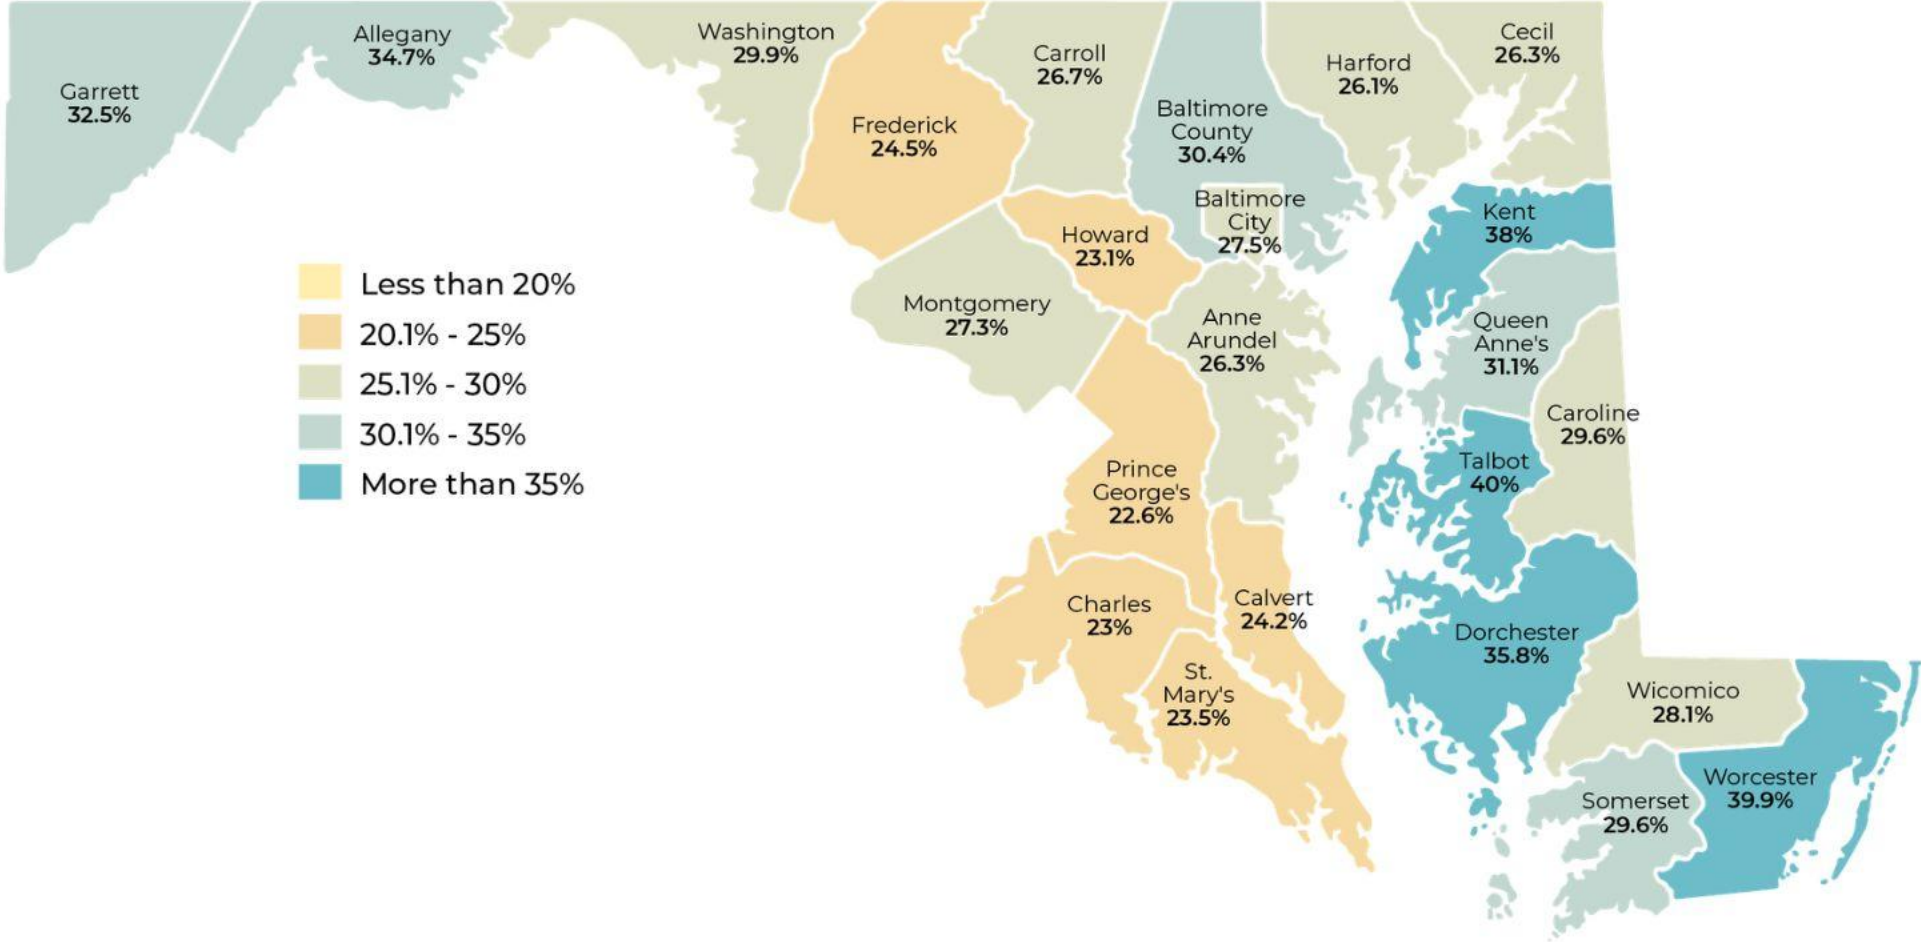 Garrett
32.5%
Allegany
34.7%
Washington
29.9%
Frederick
24.5%
Carroll
26.7%
Baltimore
County
30.4%
Baltimore
City
27.5%
Harford
26.1%
Cecil
26.3%
Howard
23.1%
Montgomery
27.3%
Anne
Arundel
26.3%
Kent
38%
Queen
Anne's
31.1%
Caroline
29.6%
Talbot
40%
Prince
George's
22.6%
Charles
23%
Calvert
24.2%
St.
Mary's
23.5%
Dorchester
35.8%
Wicomico
28.1%
Somerset
29.6%
Worcester
39.9%
Less than 20%
20.1% - 25%
25.1% - 30%
30.1% - 35%
More than 35%